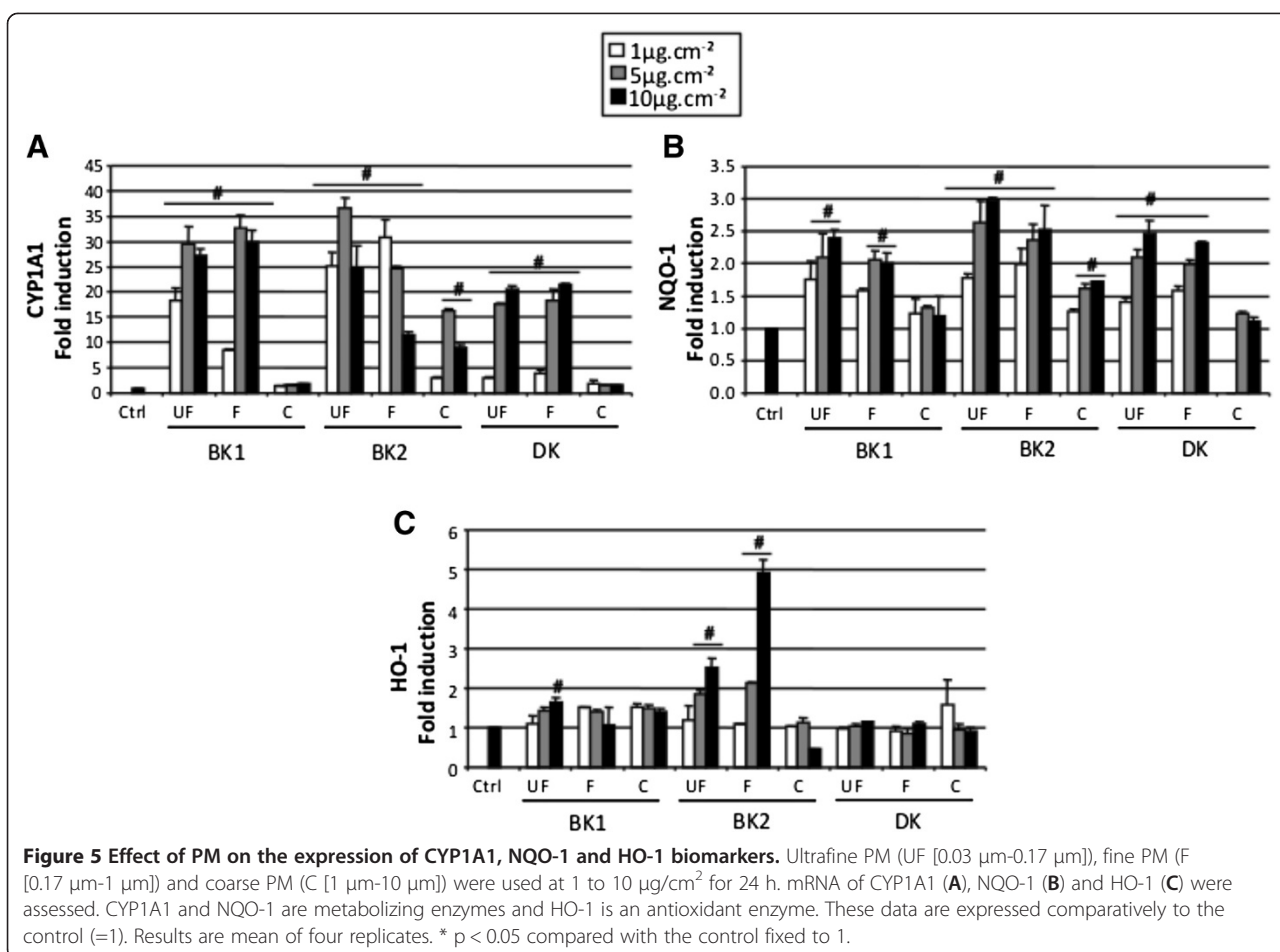 1µg.cm⁻²
5µg.cm⁻²
10µg.cm⁻²
A
CYP1A1
Fold induction
45
40
35
30
25
20
15
10
5
0
#
#
#
#
Ctrl UF F C UF F C UF F C
BK1 BK2 DK
B
NQO-1
Fold induction
3.5
3.0
2.5
2.0
1.5
1.0
0.5
0.0
#
#
#
#
#
Ctrl UF F C UF F C UF F C
BK1 BK2 DK
C
HO-1
Fold induction
6
5
4
3
2
1
0
#
#
#
Ctrl UF F C UF F C UF F C
BK1 BK2 DK
Figure 5 Effect of PM on the expression of CYP1A1, NQO-1 and HO-1 biomarkers. Ultrafine PM (UF [0.03 µm-0.17 µm]), fine PM (F
[0.17 µm-1 µm]) and coarse PM (C [1 µm-10 µm]) were used at 1 to 10 µg/cm² for 24 h. mRNA of CYP1A1 (A), NQO-1 (B) and HO-1 (C) were
assessed. CYP1A1 and NQO-1 are metabolizing enzymes and HO-1 is an antioxidant enzyme. These data are expressed comparatively to the
control (=1). Results are mean of four replicates. * p < 0.05 compared with the control fixed to 1.